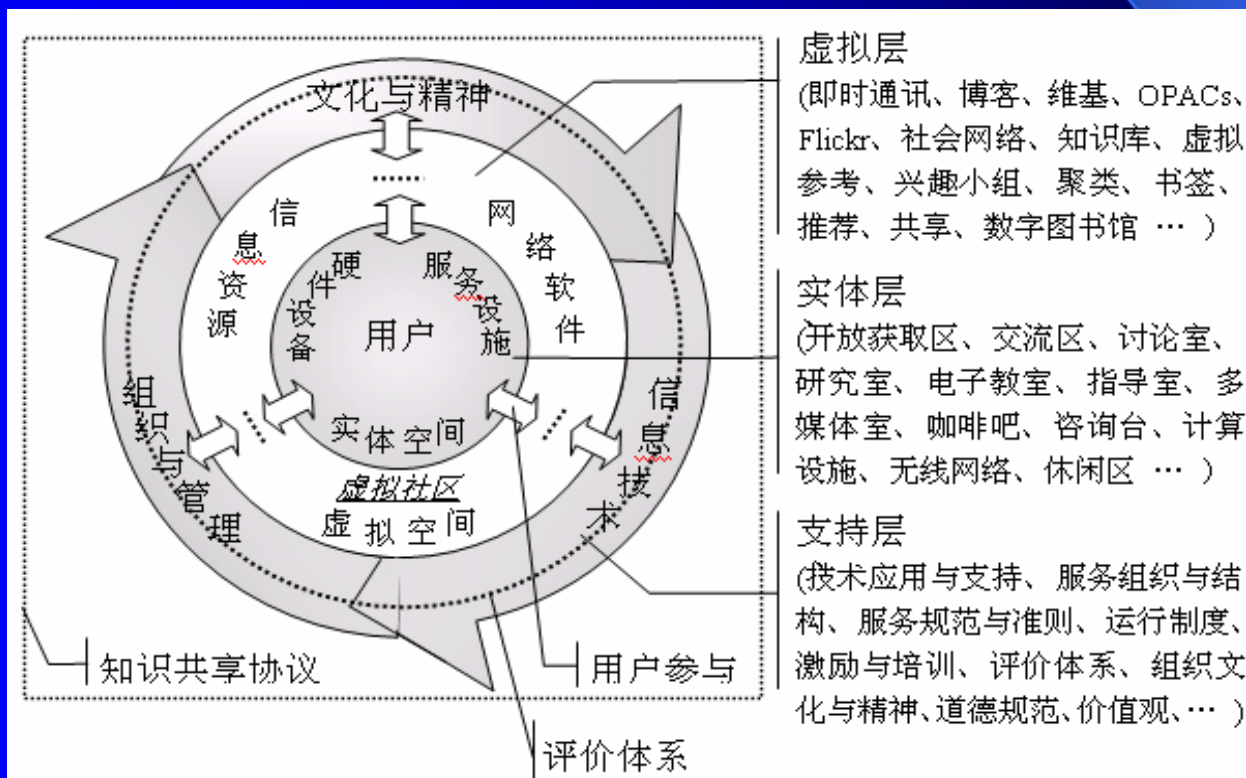 文化与精神
信息资源
网络软件
硬件设备
服务设施
用户
实体空间
虚拟社区
虚拟空间
组织与管理
信息技术
知识共享协议
用户参与
评价体系
虚拟层
(即时通讯、博客、维基、OPACs、
Flickr、社会网络、知识库、虚拟
参考、兴趣小组、聚类、书签、
推荐、共享、数字图书馆 … )
实体层
(开放获取区、交流区、讨论室、
研究室、电子教室、指导室、多
媒体室、咖啡吧、咨询台、计算
设施、无线网络、休闲区 … )
支持层
(技术应用与支持、服务组织与结
构、服务规范与准则、运行制度、
激励与培训、评价体系、组织文
化与精神、道德规范、价值观、… )